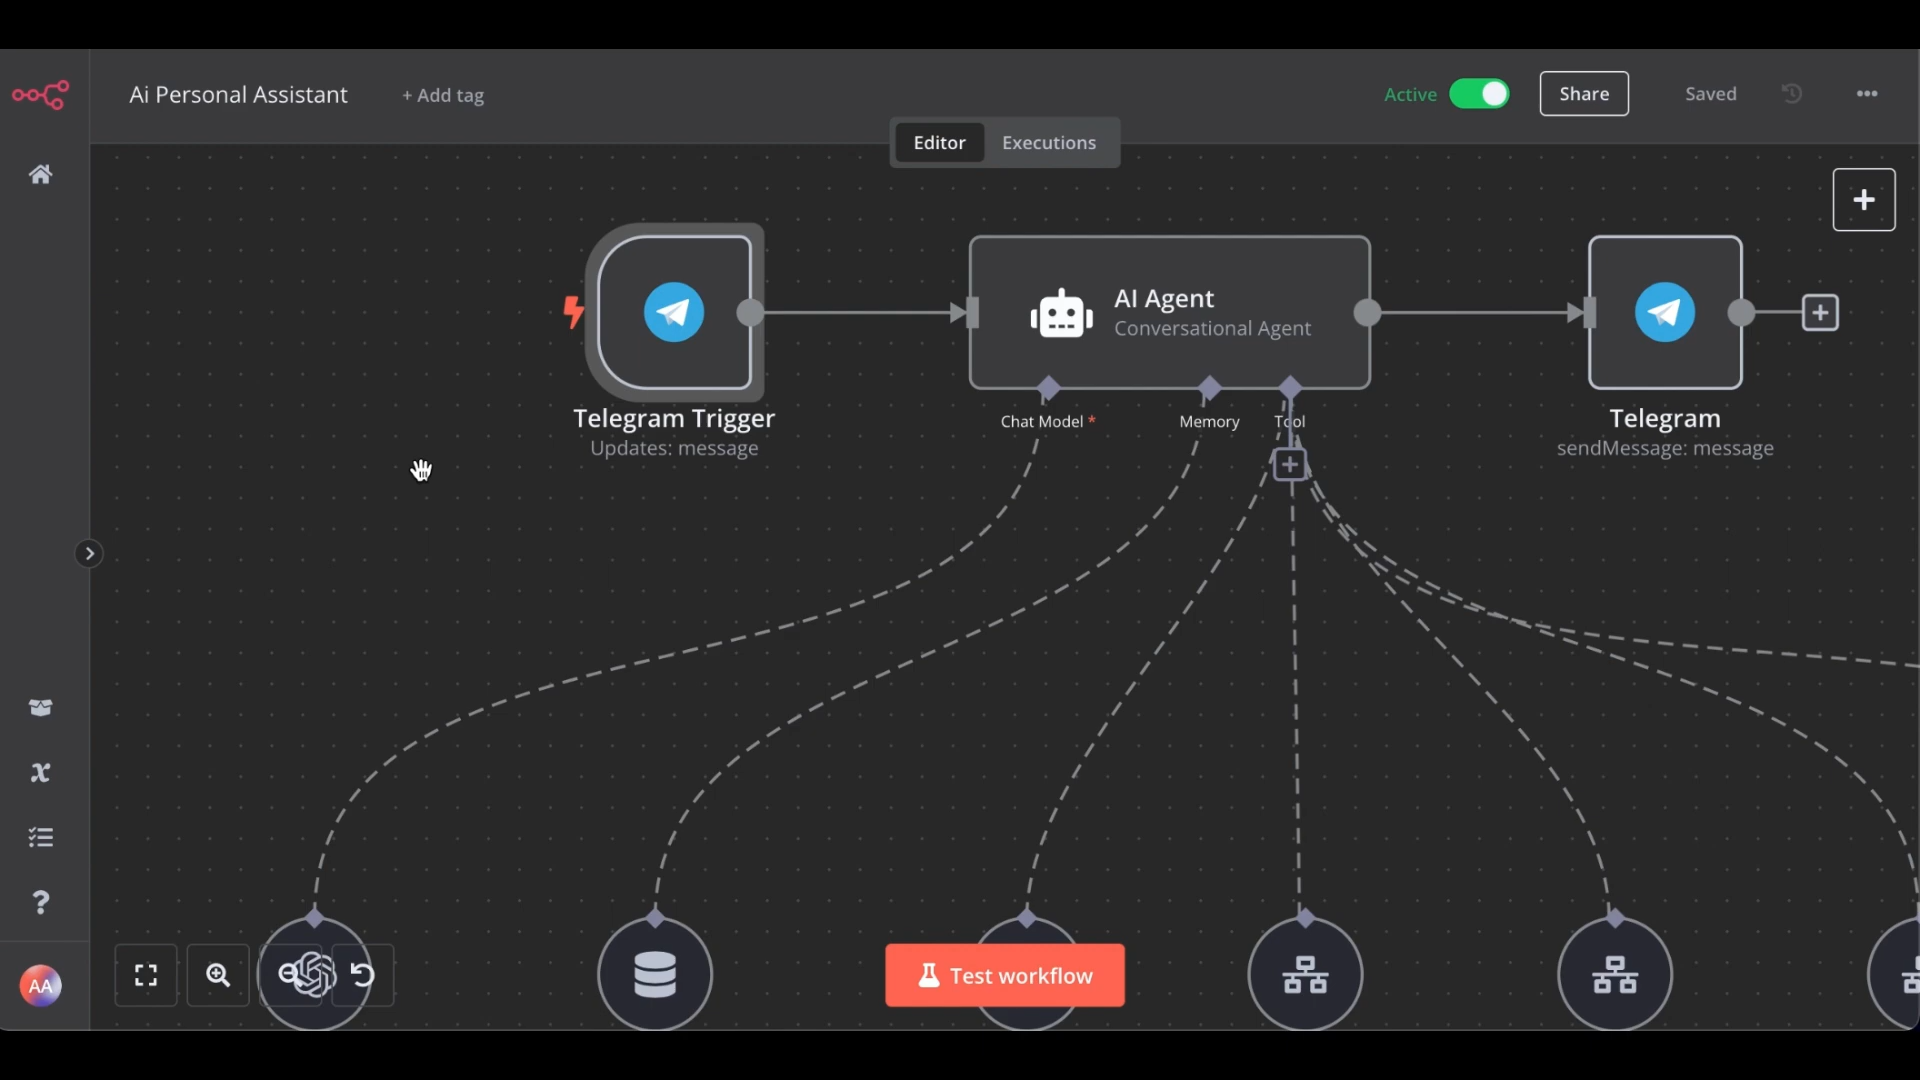 Ai Personal Assistant
+ Add tag
Active
Share
Saved
Editor
Executions
AI Agent
Conversational Agent
Chat Model *
Memory
Tool
Telegram Trigger
Updates: message
Telegram
sendMessage: message
Test workflow
AA